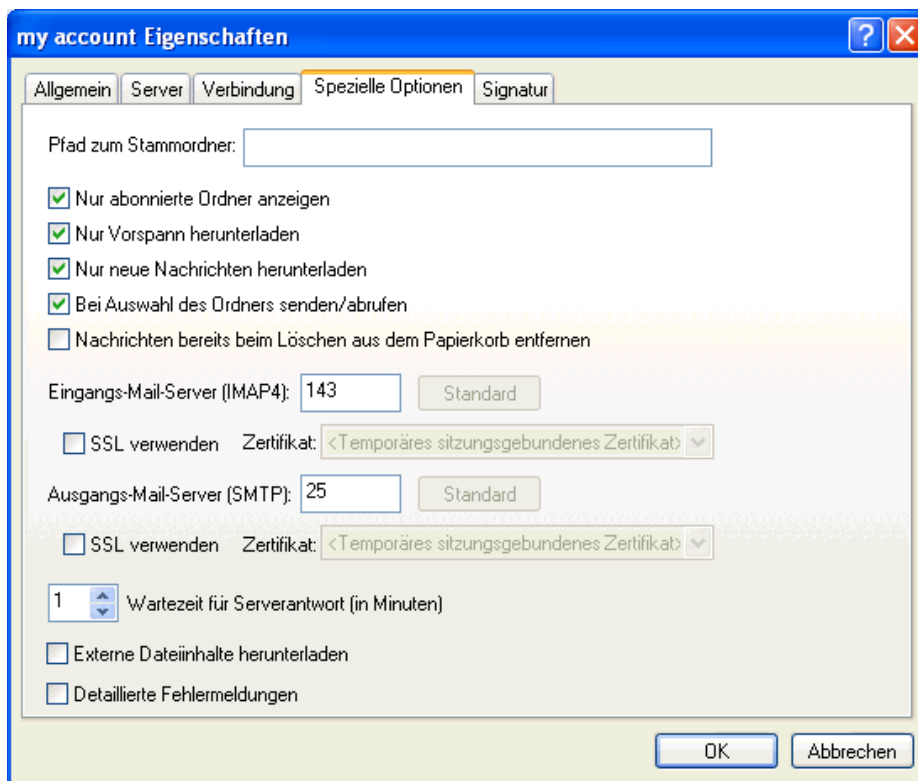 my account Eigenschaften
Allgemein Server Verbindung Spezielle Optionen Signatur
Pfad zum Stammordner:
Nur abonnierte Ordner anzeigen
Nur Vorspann herunterladen
Nur neue Nachrichten herunterladen
Bei Auswahl des Ordners senden/abrufen
Nachrichten bereits beim Löschen aus dem Papierkorb entfernen
Eingangs-Mail-Server (IMAP4): 143 Standard
SSL verwenden Zertifikat: <Temporäres sitzungsgebundenes Zertifikat>
Ausgangs-Mail-Server (SMTP): 25 Standard
SSL verwenden Zertifikat: <Temporäres sitzungsgebundenes Zertifikat>
1 Wartezeit für Serverantwort (in Minuten)
Externe Dateiinhalte herunterladen
Detaillierte Fehlermeldungen
OK Abbrechen